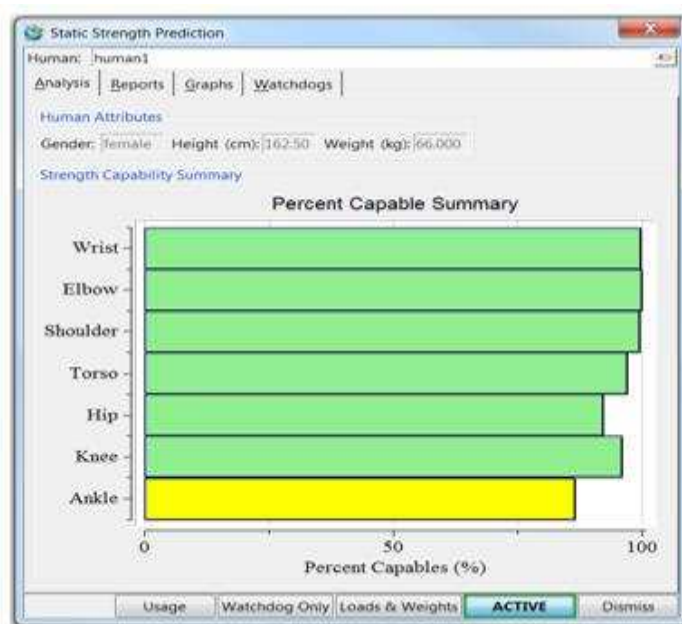 Static Strength Prediction
Human: human1
Analysis Reports Graphs Watchdogs
Human Attributes
Gender: female Height (cm): 162.50 Weight (kg): 66.000
Strength Capability Summary
Percent Capable Summary
Wrist
Elbow
Shoulder
Torso
Hip
Knee
Ankle
0 50 100
Percent Capables (%)
Usage Watchdog Only Loads & Weights ACTIVE Dismiss